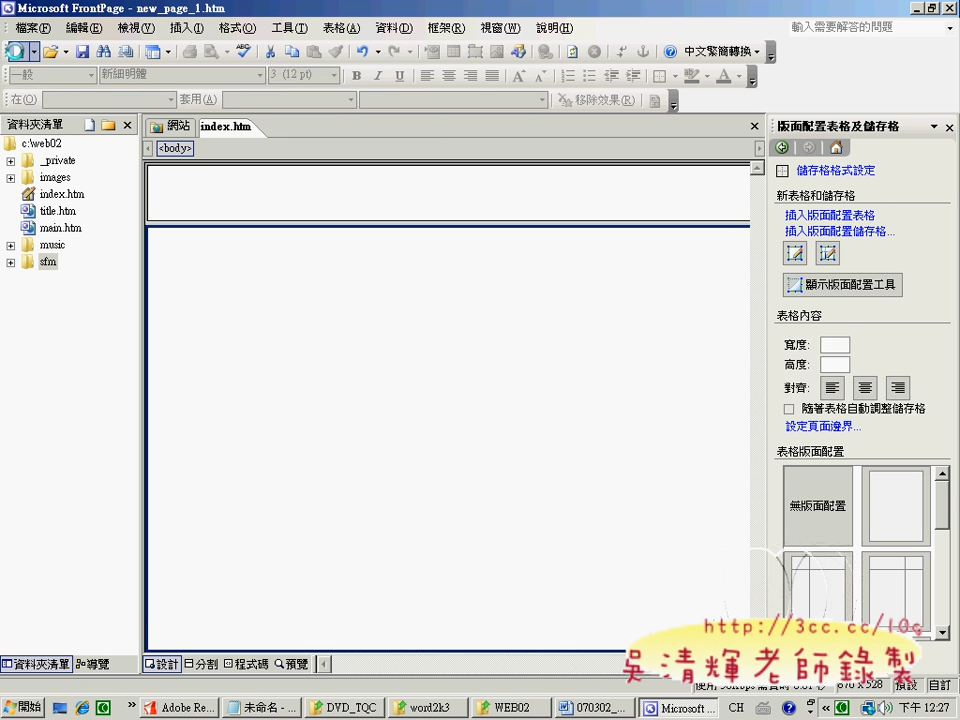 Microsoft FrontPage - new_page_1.htm
檔案(F) 編輯(E) 檢視(V) 插入(I) 格式(O) 工具(T) 表格(A) 資料(D) 框架(R) 視窗(W) 說明(H)
輸入需要解答的問題
中文繁簡轉換
一般 新細明體 3 (12 pt) B I U
在(O) 套用(A) 移除效果(R)
資料夾清單
c:\web02
_private
images
index.htm
title.htm
main.htm
music
sfm
資料夾清單 導覽
網站 index.htm
<body>
設計 分割 程式碼 預覽
版面配置表格及儲存格
儲存格格式設定
新表格和儲存格
插入版面配置表格
插入版面配置儲存格...
顯示版面配置工具
表格內容
寬度:
高度:
對齊:
隨著表格自動調整儲存格
設定頁面邊界...
表格版面配置
無版面配置
http://3cc.cc/10g
吳清輝老師錄製
預設 自訂
開始 Adobe Re... 未命名 - ... DVD_TQC word2k3 WEB02 070302_... Microsoft ... CH 下午 12:27